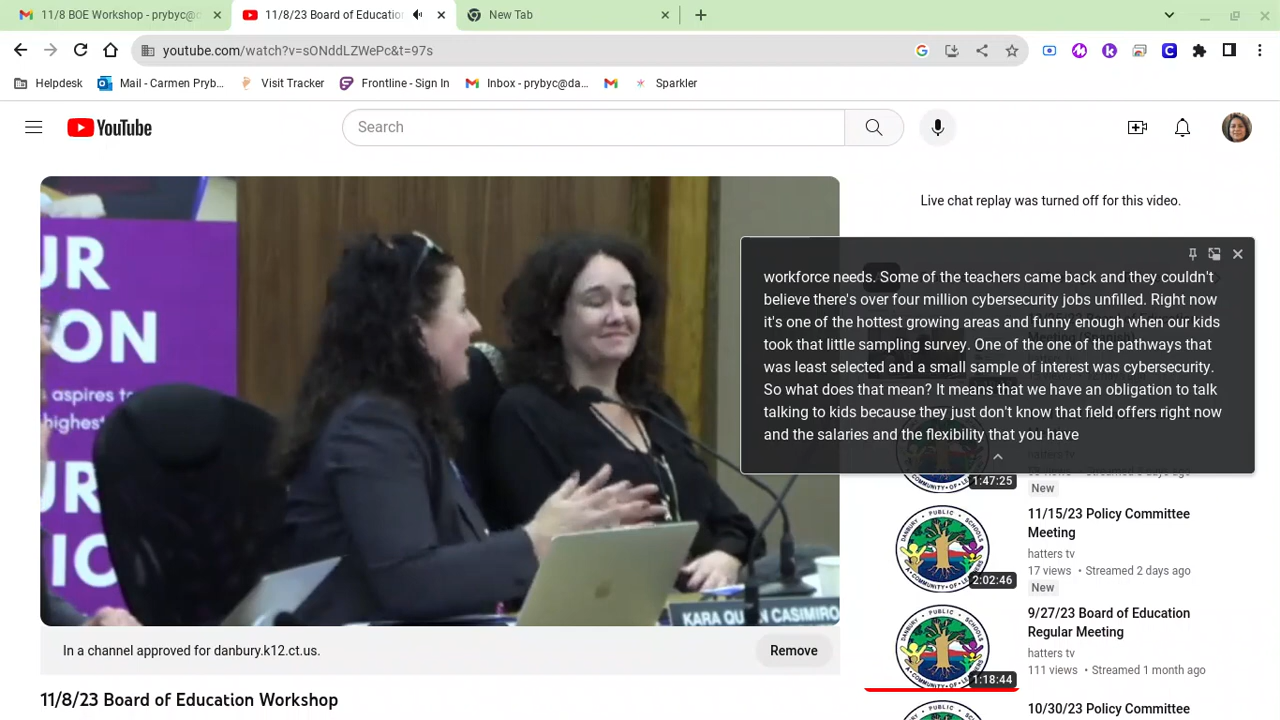 11/8 BOE Workshop - prybyc@d
11/8/23 Board of Education
New Tab
youtube.com/watch?v=sONddLZWePc&t=97s
Helpdesk
Mail - Carmen Pryb...
Visit Tracker
Frontline - Sign In
Inbox - prybyc@da...
Sparkler
YouTube
Search
Live chat replay was turned off for this video.
UR
ON
s aspires to
highest
UR
IO
KARA QU N CASIMIRO
workforce needs. Some of the teachers came back and they couldn't
believe there's over four million cybersecurity jobs unfilled. Right now
it's one of the hottest growing areas and funny enough when our kids
took that little sampling survey. One of the one of the pathways that
was least selected and a small sample of interest was cybersecurity.
So what does that mean? It means that we have an obligation to talk
talking to kids because they just don't know that field offers right now
and the salaries and the flexibility that you have
1:47:25
New
11/15/23 Policy Committee
Meeting
hatters tv
17 views • Streamed 2 days ago
2:02:46
New
9/27/23 Board of Education
Regular Meeting
hatters tv
111 views • Streamed 1 month ago
1:18:44
10/30/23 Policy Committee
In a channel approved for danbury.k12.ct.us.
Remove
11/8/23 Board of Education Workshop